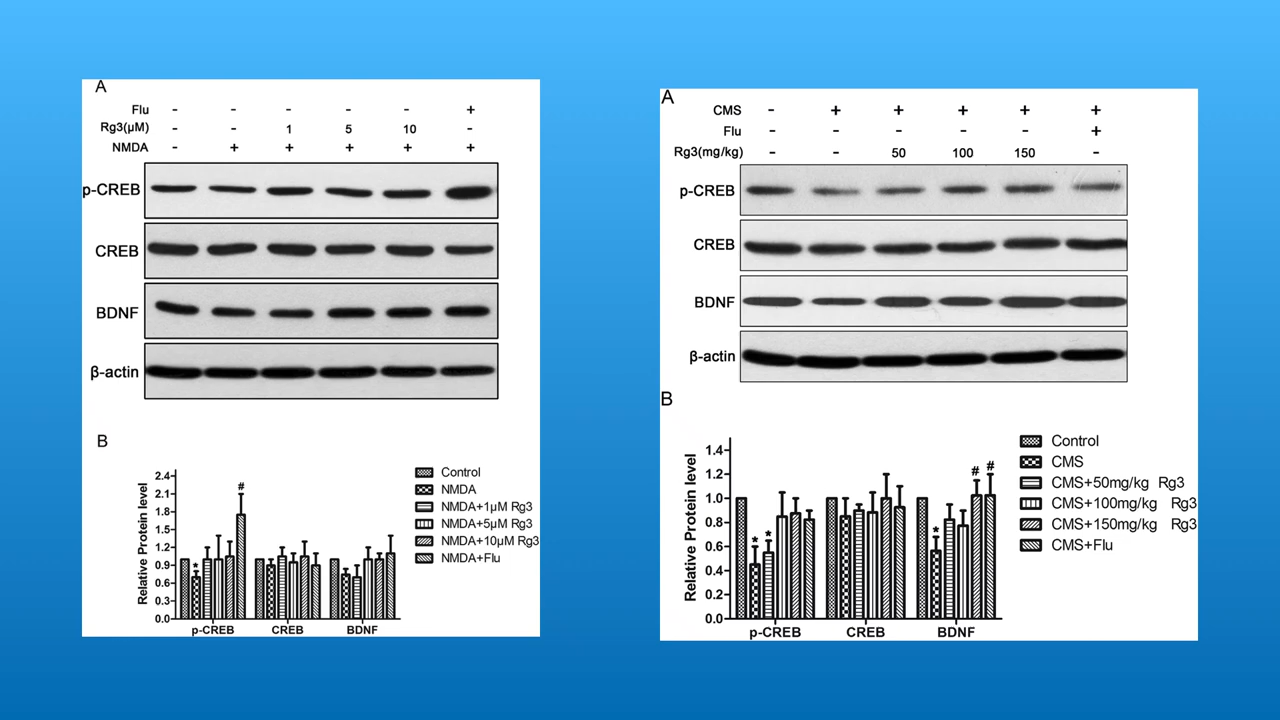 A
Flu - - - - - +
Rg3(μM) - - 1 5 10 -
NMDA - + + + + +
p-CREB
CREB
BDNF
β-actin
B
Relative Protein level
2.4
2.1
1.8
1.5
1.2
0.9
0.6
0.3
0.0
*
#
p-CREB CREB BDNF
Control
NMDA
NMDA+1μM Rg3
NMDA+5μM Rg3
NMDA+10μM Rg3
NMDA+Flu
A
CMS - + + + + +
Flu - - - - - +
Rg3(mg/kg) - - 50 100 150 -
p-CREB
CREB
BDNF
β-actin
B
Relative Protein level
1.4
1.2
1.0
0.8
0.6
0.4
0.2
0.0
* * * # #
p-CREB CREB BDNF
Control
CMS
CMS+50mg/kg Rg3
CMS+100mg/kg Rg3
CMS+150mg/kg Rg3
CMS+Flu